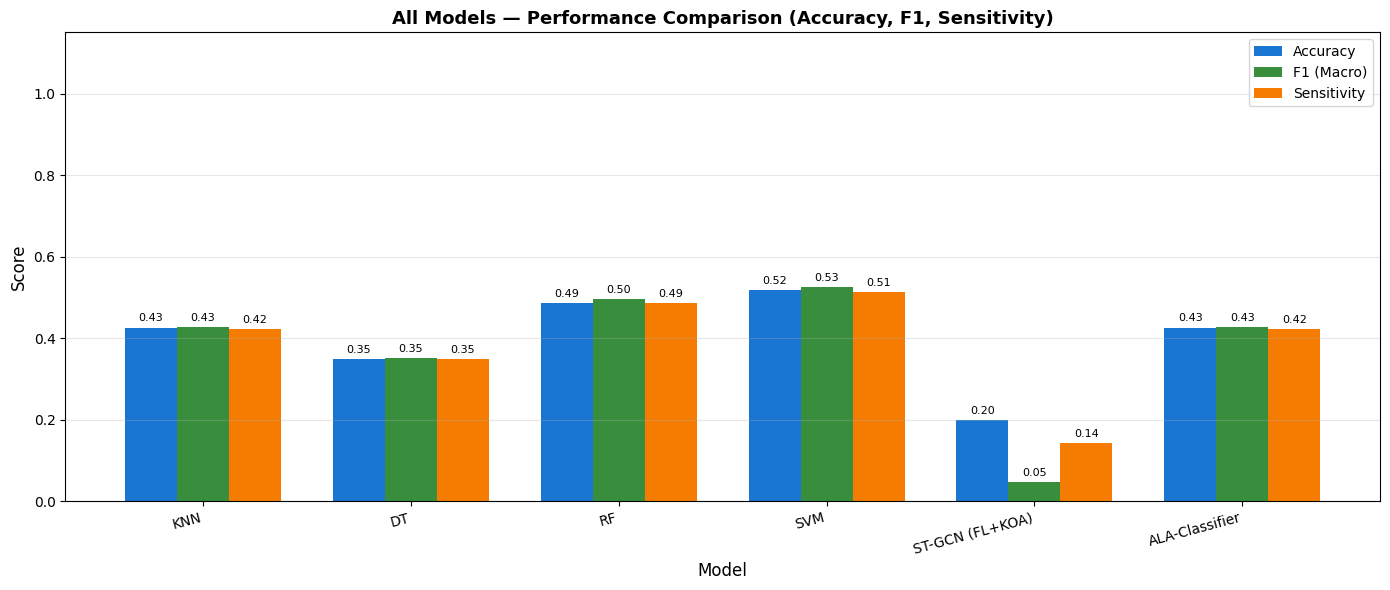 All Models — Performance Comparison (Accuracy, F1, Sensitivity)
Accuracy
F1 (Macro)
Sensitivity
Score
1.0
0.8
0.6
0.4
0.2
0.0
0.43 0.43 0.42
0.35 0.35 0.35
0.49 0.50 0.49
0.52 0.53 0.51
0.20 0.05 0.14
0.43 0.43 0.42
KNN
DT
RF
SVM
ST-GCN (FL+KOA)
ALA-Classifier
Model